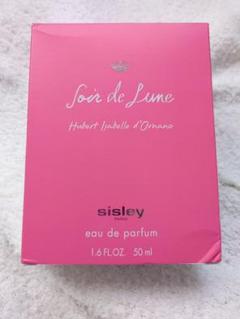 Soir de Lune
Hubert Isabelle d'Ornano
sisley
PARIS
eau de parfum
1.6 FL.OZ. 50 ml